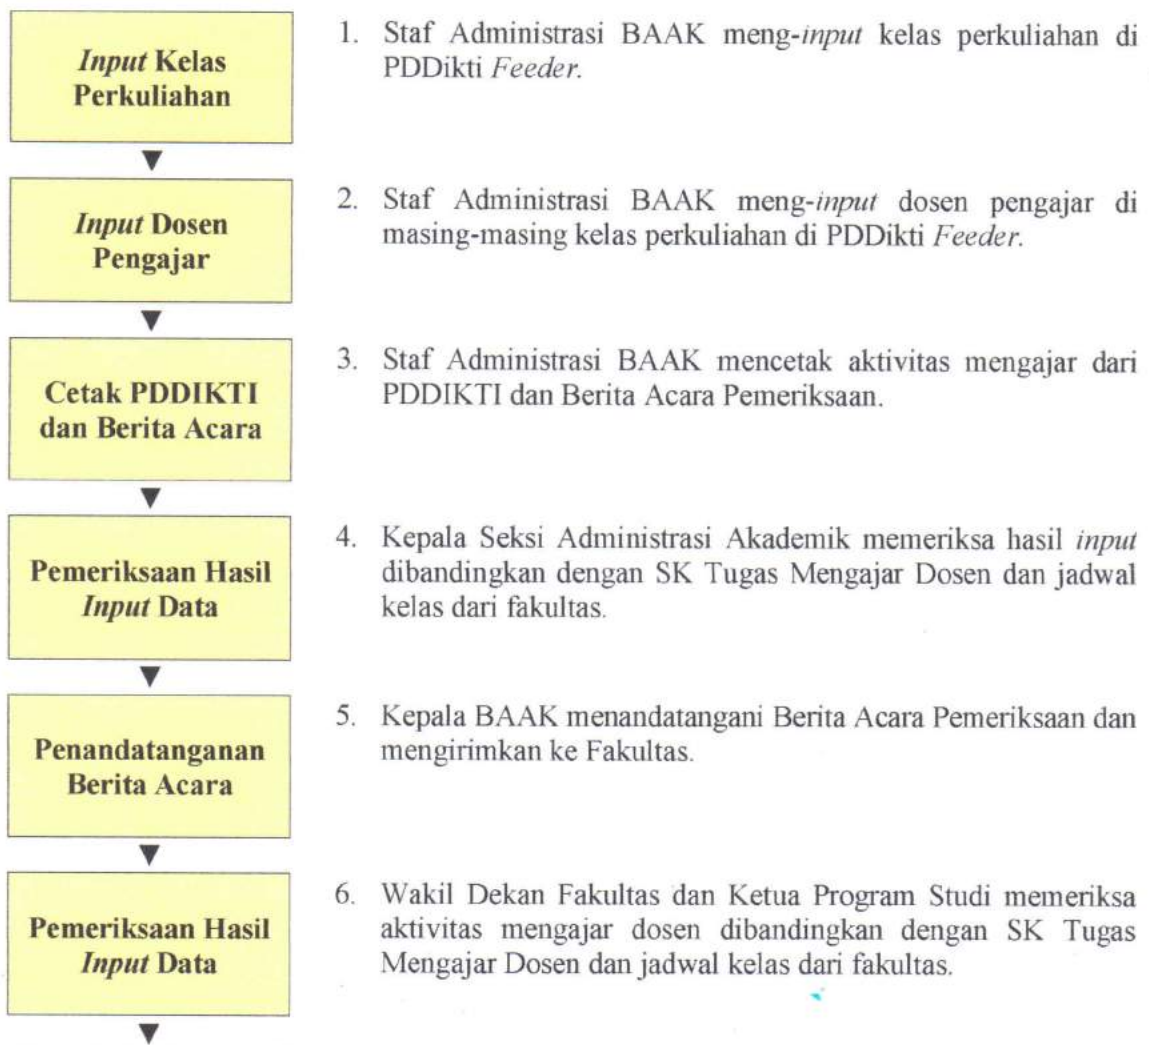 Input Kelas
Perkuliahan
1. Staf Administrasi BAAK meng-input kelas perkuliahan di
PDDikti Feeder.
Input Dosen
Pengajar
2. Staf Administrasi BAAK meng-input dosen pengajar di
masing-masing kelas perkuliahan di PDDikti Feeder.
Cetak PDDIKTI
dan Berita Acara
3. Staf Administrasi BAAK mencetak aktivitas mengajar dari
PDDIKTI dan Berita Acara Pemeriksaan.
Pemeriksaan Hasil
Input Data
4. Kepala Seksi Administrasi Akademik memeriksa hasil input
dibandingkan dengan SK Tugas Mengajar Dosen dan jadwal
kelas dari fakultas.
Penandatanganan
Berita Acara
5. Kepala BAAK menandatangani Berita Acara Pemeriksaan dan
mengirimkan ke Fakultas.
Pemeriksaan Hasil
Input Data
6. Wakil Dekan Fakultas dan Ketua Program Studi memeriksa
aktivitas mengajar dosen dibandingkan dengan SK Tugas
Mengajar Dosen dan jadwal kelas dari fakultas.